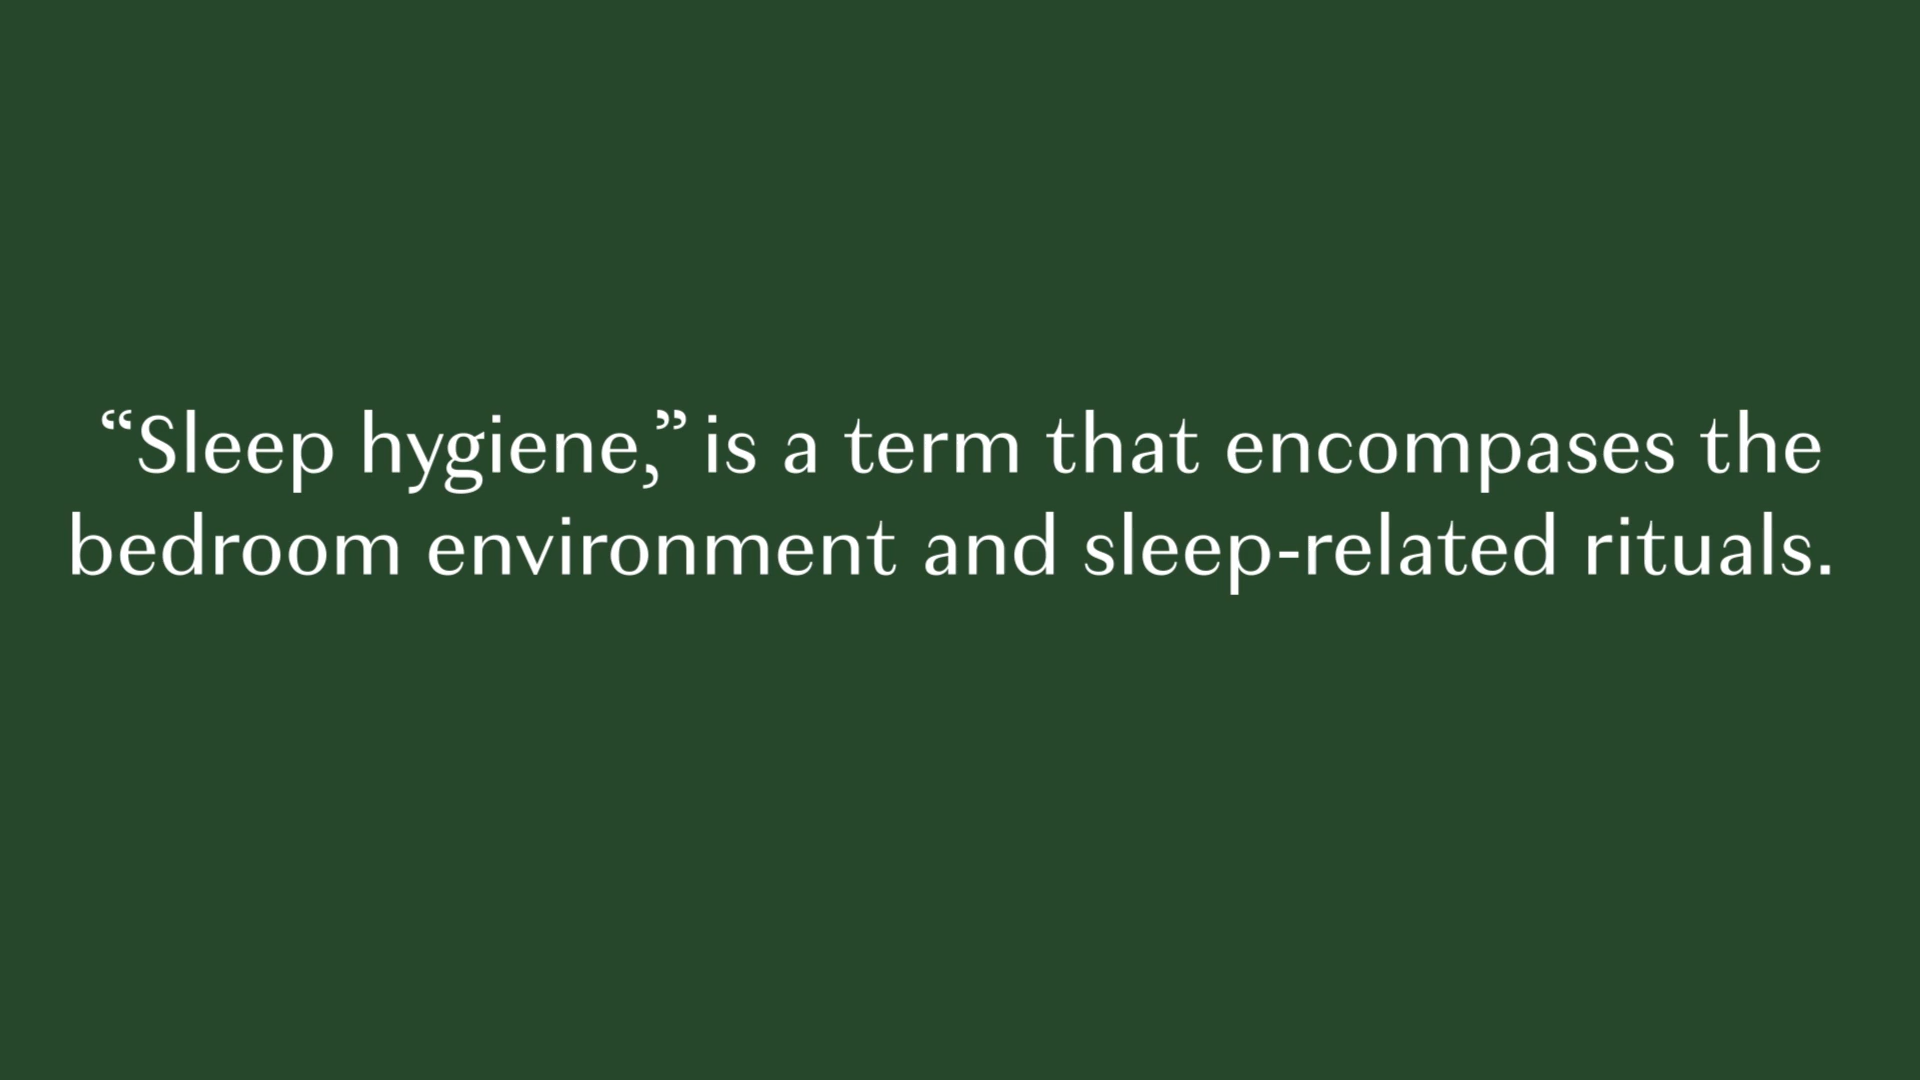 “Sleep hygiene,” is a term that encompases the
bedroom environment and sleep-related rituals.